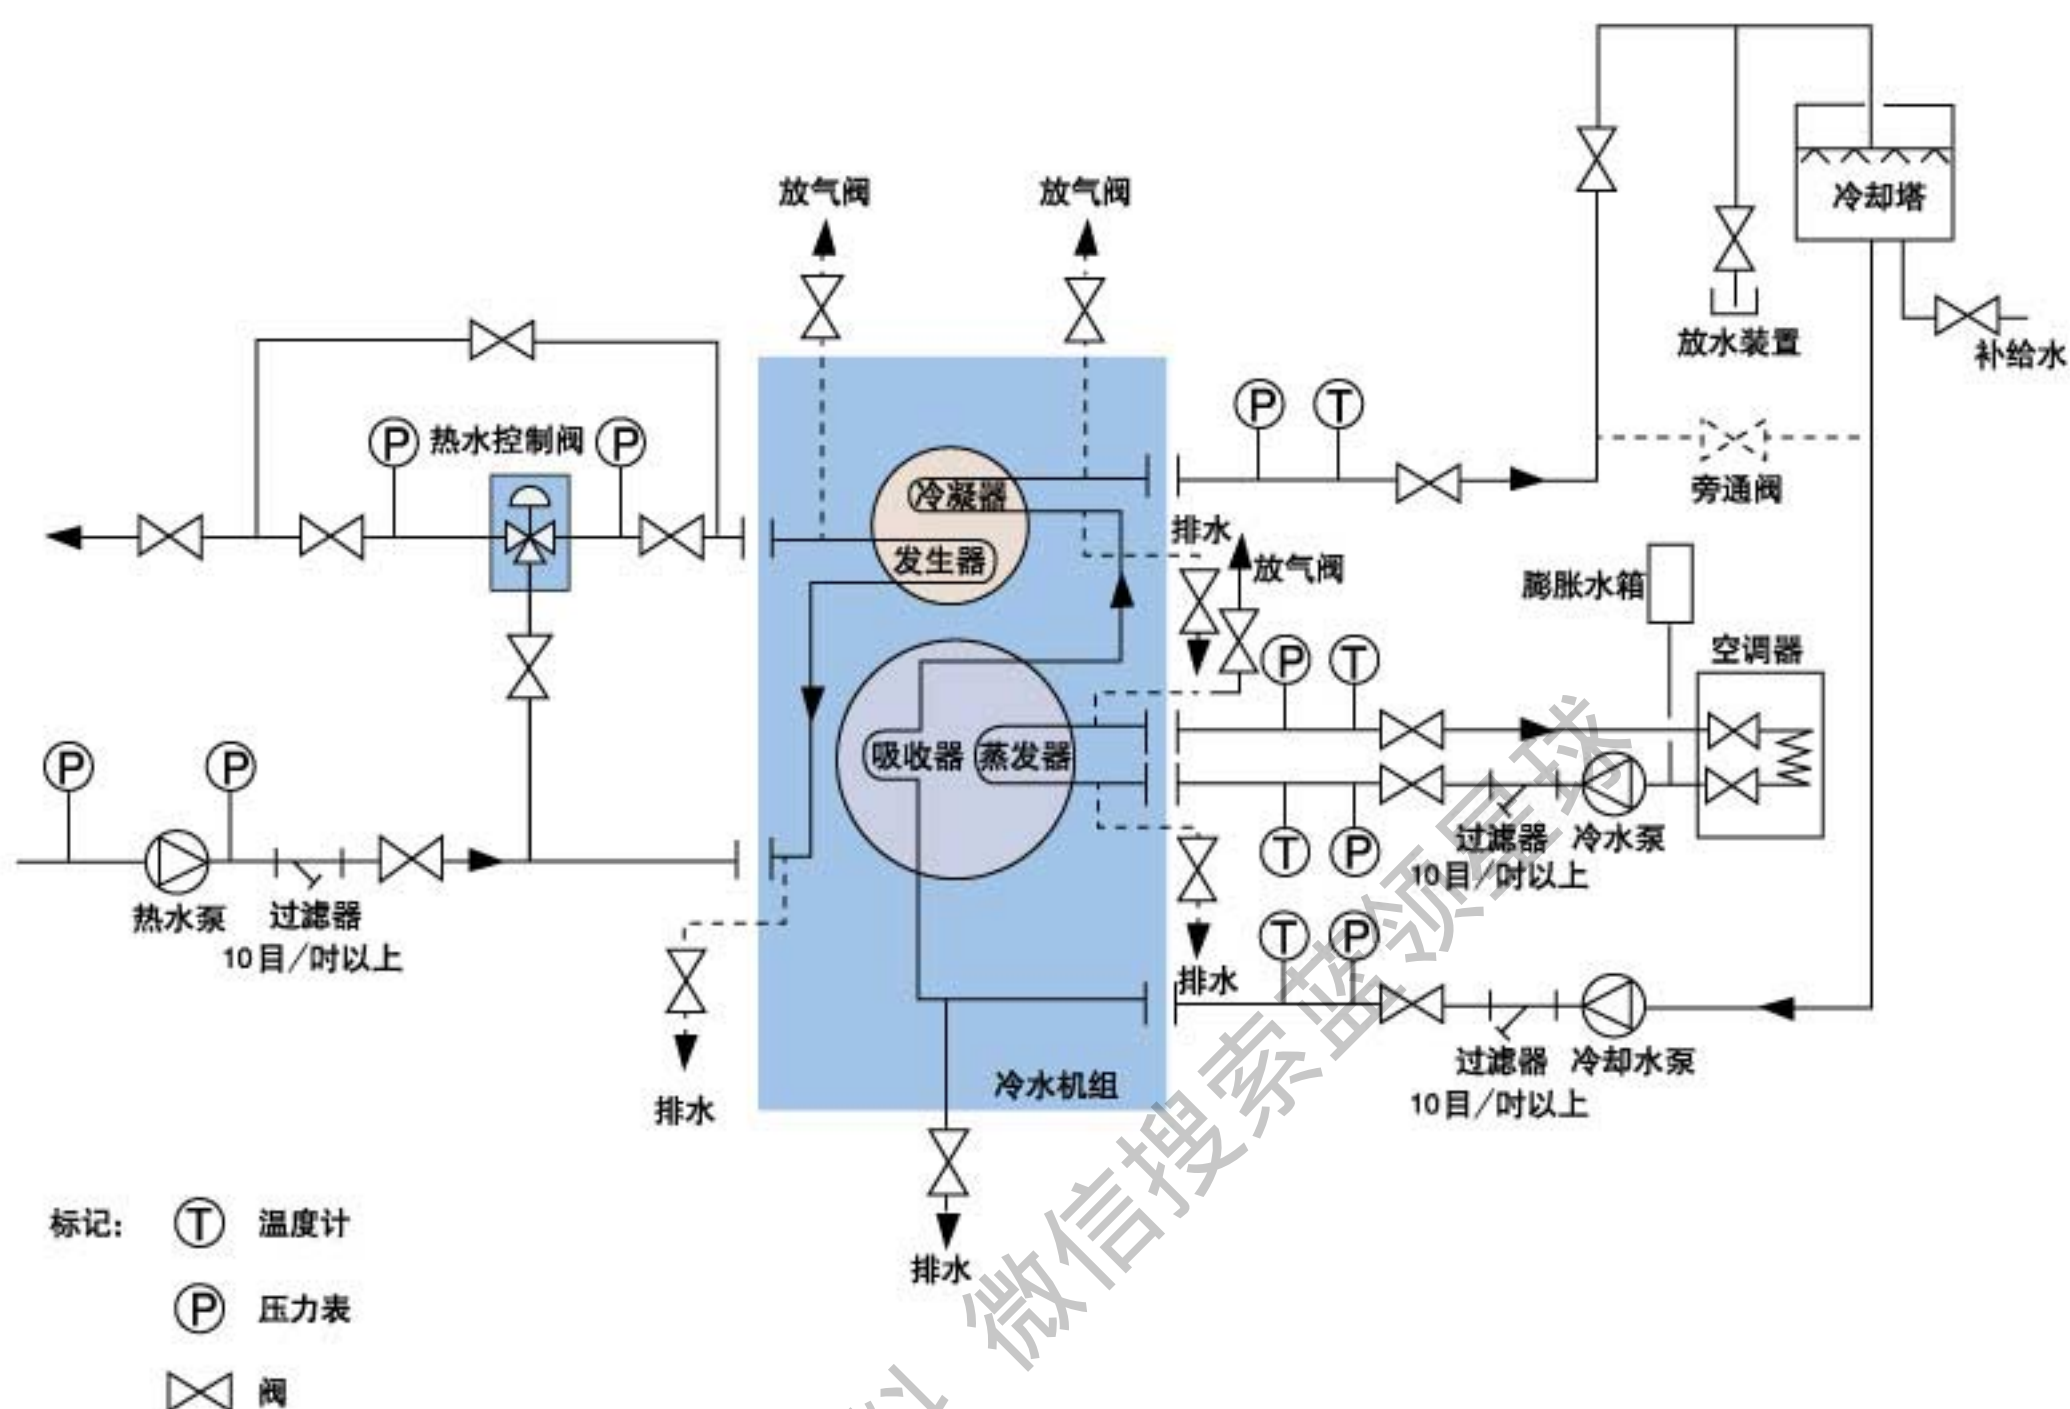 放气阀
放气阀
冷却塔
放水装置
补给水
P
T
P
热水控制阀
P
旁通阀
冷凝器
排水
发生器
放气阀
膨胀水箱
空调器
P
T
吸收器
蒸发器
P
P
过滤器
冷水泵
10目/吋以上
T
P
热水泵
过滤器
10目/吋以上
T
P
排水
过滤器
冷却水泵
10目/吋以上
冷水机组
排水
排水
标记:
T
温度计
P
压力表
阀
微信搜索蓝领星球